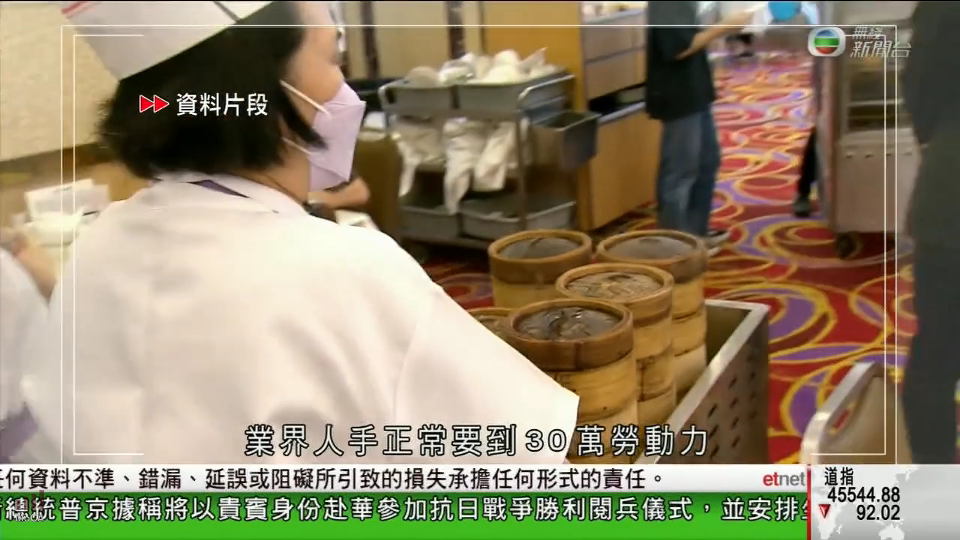 無綫
新聞台
資料片段
業界人手正常要到30萬勞動力
任何資料不準、錯漏、延誤或阻礙所引致的損失承擔任何形式的責任。
etnet
道指
45544.88
92.02
總統普京據稱將以貴賓身份赴華參加抗日戰爭勝利閱兵儀式，並安排